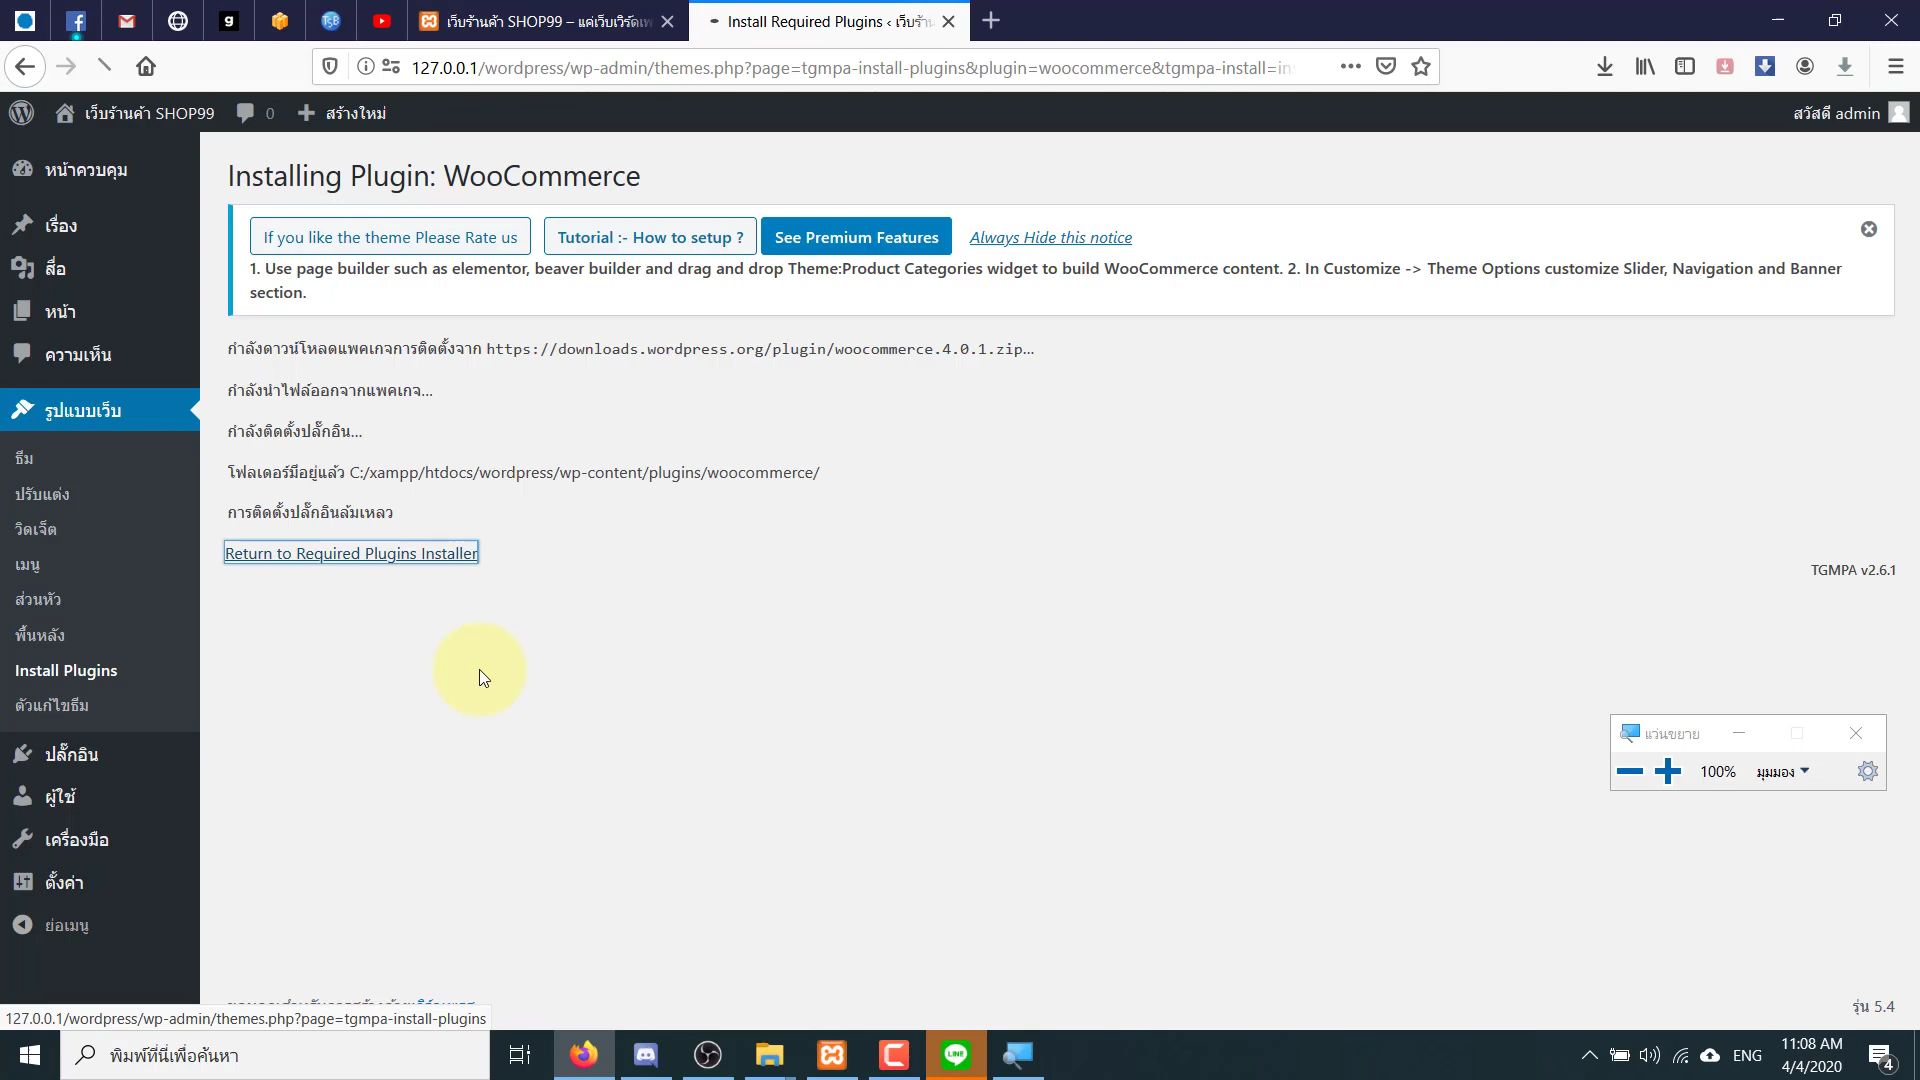 เว็บร้านค้า SHOP99 – แค่เว็บเวิร์ดเพ
Install Required Plugins ‹ เว็บร้าน
127.0.0.1/wordpress/wp-admin/themes.php?page=tgmpa-install-plugins&plugin=woocommerce&tgmpa-install=in
เว็บร้านค้า SHOP99
0
สร้างใหม่
สวัสดี admin
หน้าควบคุม
เรื่อง
สื่อ
หน้า
ความเห็น
รูปแบบเว็บ
ธีม
ปรับแต่ง
วิดเจ็ต
เมนู
ส่วนหัว
พื้นหลัง
Install Plugins
ตัวแก้ไขธีม
ปลั๊กอิน
ผู้ใช้
เครื่องมือ
ตั้งค่า
ย่อเมนู
Installing Plugin: WooCommerce
If you like the theme Please Rate us
Tutorial :- How to setup ?
See Premium Features
Always Hide this notice
1. Use page builder such as elementor, beaver builder and drag and drop Theme:Product Categories widget to build WooCommerce content. 2. In Customize -> Theme Options customize Slider, Navigation and Banner
section.
กำลังดาวน์โหลดแพคเกจการติดตั้งจาก https://downloads.wordpress.org/plugin/woocommerce.4.0.1.zip…
กำลังนำไฟล์ออกจากแพคเกจ…
กำลังติดตั้งปลั๊กอิน…
โฟลเดอร์มีอยู่แล้ว C:/xampp/htdocs/wordpress/wp-content/plugins/woocommerce/
การติดตั้งปลั๊กอินล้มเหลว
Return to Required Plugins Installer
TGMPA v2.6.1
แว่นขยาย
100%
มุมมอง
รุ่น 5.4
127.0.0.1/wordpress/wp-admin/themes.php?page=tgmpa-install-plugins
พิมพ์ที่นี่เพื่อค้นหา
LINE
ENG
11:08 AM
4/4/2020
4